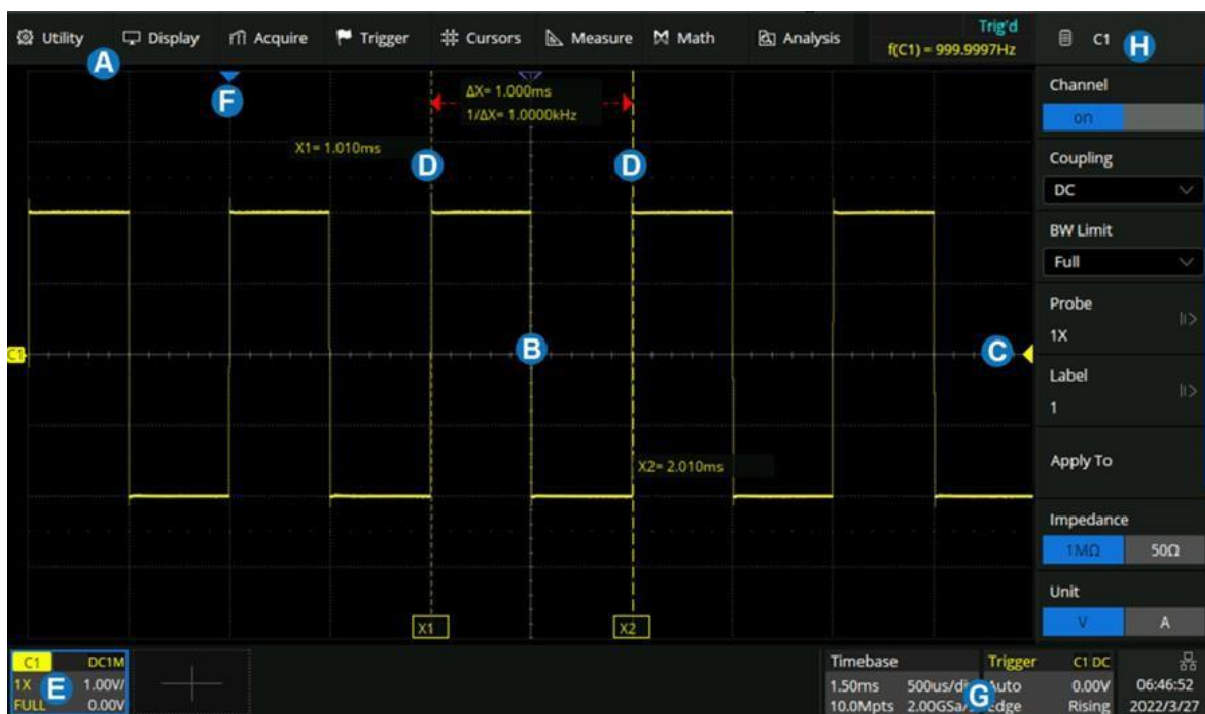 Utility Display Acquire Trigger Cursors Measure Math Analysis
Trig'd
f(C1) = 999.9997Hz
C1
A
H
F
ΔX= 1.000ms
1/ΔX= 1.0000kHz
X1= 1.010ms
D
D
B
C
C1
X2= 2.010ms
X1
X2
Channel
on
Coupling
DC
BW Limit
Full
Probe
1X
Label
1
Apply To
Impedance
1MΩ 50Ω
Unit
V A
C1 DC1M
1X E 1.00V/
FULL 0.00V
Timebase
1.50ms 500us/di
10.0Mpts 2.00GSa/
G
Trigger C1 DC
Auto 0.00V
Edge Rising
06:46:52
2022/3/27